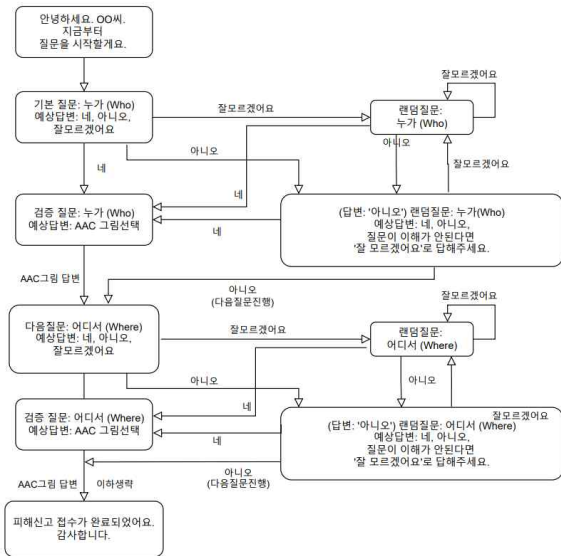 안녕하세요. OO씨.
지금부터
질문을 시작할게요.
기본 질문: 누가 (Who)
예상답변: 네, 아니오,
잘모르겠어요
잘모르겠어요
잘모르겠어요
랜덤질문:
누가 (Who)
네
아니오
네
아니오
잘모르겠어요
검증 질문: 누가 (Who)
예상답변: AAC 그림선택
네
(답변: '아니오') 랜덤질문: 누가(Who)
예상답변: 네, 아니오,
질문이 이해가 안된다면
'잘 모르겠어요'로 답해주세요.
AAC그림 답변
아니오
(다음질문진행)
다음질문: 어디서 (Where)
예상답변: 네, 아니오,
잘모르겠어요
잘모르겠어요
잘모르겠어요
랜덤질문:
어디서 (Where)
아니오
아니오
네
잘모르겠어요
검증 질문: 어디서 (Where)
예상답변: AAC 그림선택
네
(답변: '아니오') 랜덤질문: 어디서 (Where)
예상답변: 네, 아니오,
질문이 이해가 안된다면
'잘 모르겠어요'로 답해주세요.
아니오
(다음질문진행)
AAC그림 답변
이하생략
피해신고 접수가 완료되었어요.
감사합니다.